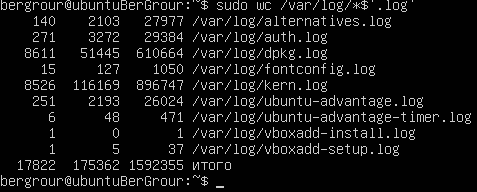 bergrour@ubuntuBerGrour:~$ sudo wc /var/log/*$'.log'
140 2103 27977 /var/log/alternatives.log
271 3272 29384 /var/log/auth.log
8611 51445 610664 /var/log/dpkg.log
15 127 1050 /var/log/fontconfig.log
8526 116169 896747 /var/log/kern.log
251 2193 26024 /var/log/ubuntu-advantage.log
6 48 471 /var/log/ubuntu-advantage-timer.log
1 0 1 /var/log/vboxadd-install.log
1 5 37 /var/log/vboxadd-setup.log
17822 175362 1592355 итого
bergrour@ubuntuBerGrour:~$ _